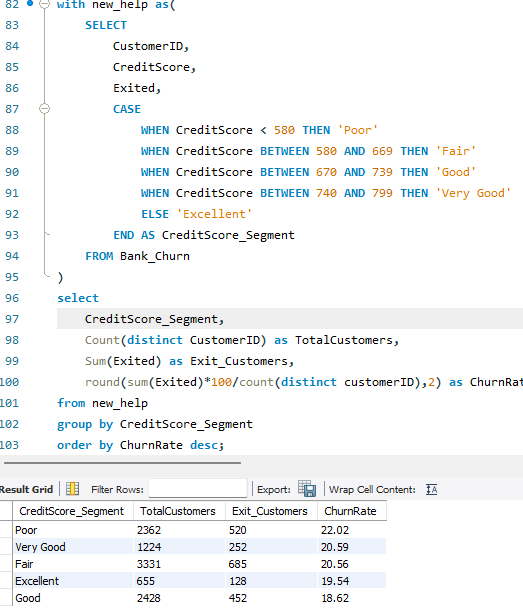 82 with new_help as(
83 SELECT
84 CustomerID,
85 CreditScore,
86 Exited,
87 CASE
88 WHEN CreditScore < 580 THEN 'Poor'
89 WHEN CreditScore BETWEEN 580 AND 669 THEN 'Fair'
90 WHEN CreditScore BETWEEN 670 AND 739 THEN 'Good'
91 WHEN CreditScore BETWEEN 740 AND 799 THEN 'Very Good'
92 ELSE 'Excellent'
93 END AS CreditScore_Segment
94 FROM Bank_Churn
95 )
96 select
97 CreditScore_Segment,
98 Count(distinct CustomerID) as TotalCustomers,
99 Sum(Exited) as Exit_Customers,
100 round(sum(Exited)*100/count(distinct customerID),2) as ChurnRat
101 from new_help
102 group by CreditScore_Segment
103 order by ChurnRate desc;
Result Grid Filter Rows: Export: Wrap Cell Content: IA
CreditScore_Segment TotalCustomers Exit_Customers ChurnRate
Poor 2362 520 22.02
Very Good 1224 252 20.59
Fair 3331 685 20.56
Excellent 655 128 19.54
Good 2428 452 18.62